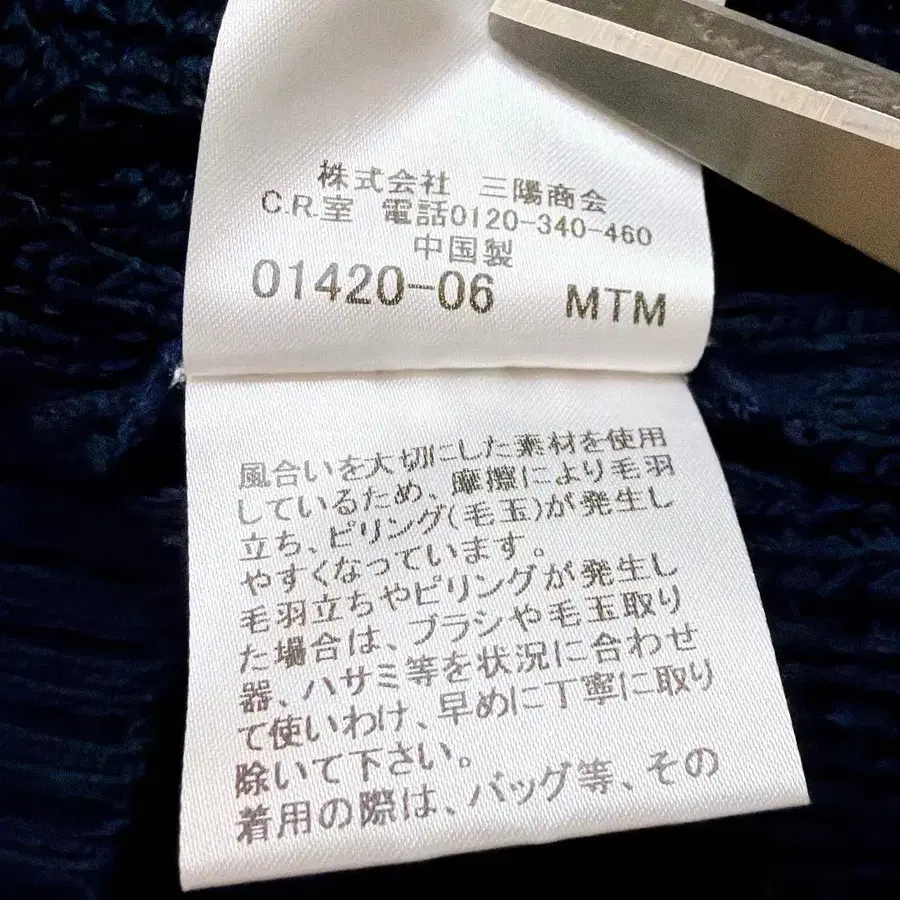 株式会社 三陽商会
C.R.室 電話0120-340-460
中国製
01420-06 MTM
風合いを大切にした素材を使用
しているため、摩擦により毛羽
立ち、ピリング(毛玉)が発生し
やすくなっています。
毛羽立ちやピリングが発生し
た場合は、ブラシや毛玉取り
器、ハサミ等を状況に合わせ
て使いわけ、早めに丁寧に取り
除いて下さい。
着用の際は、バッグ等、その